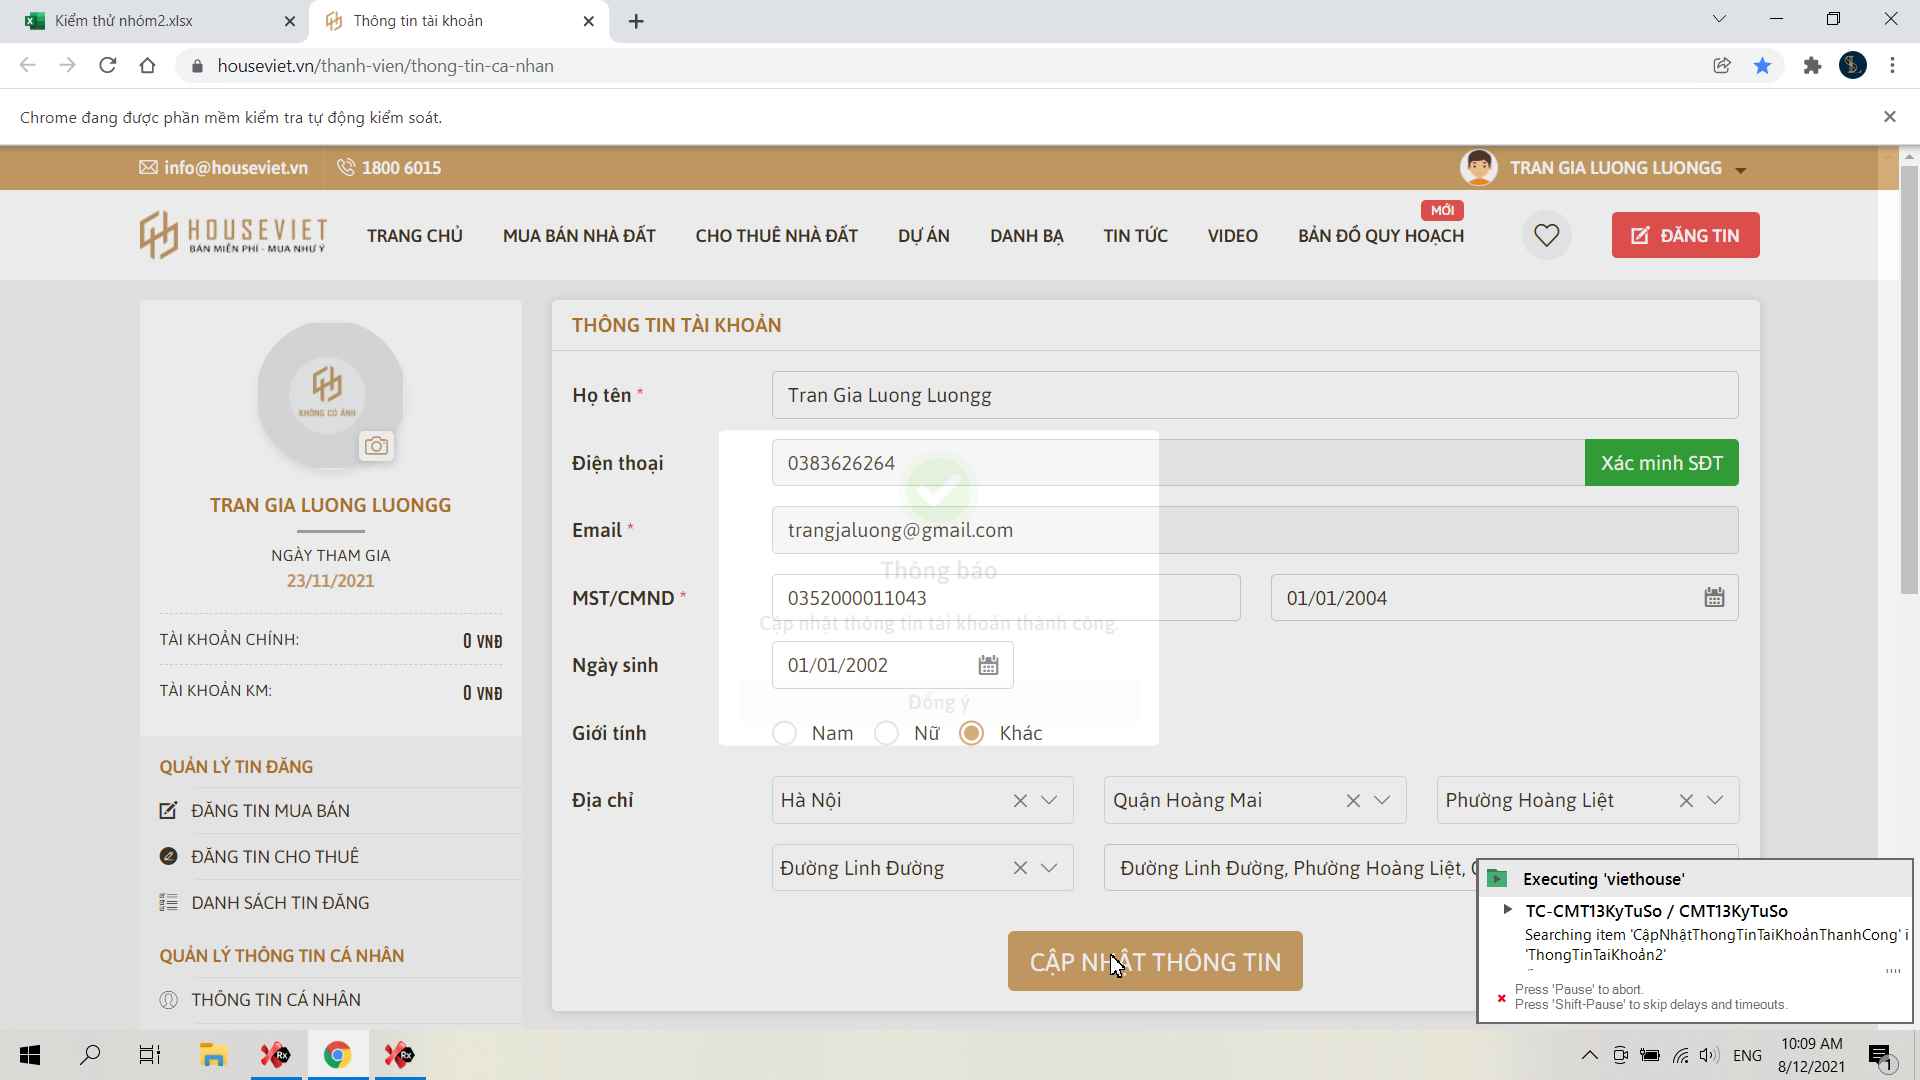 Kiểm thử nhóm2.xlsx
Thông tin tài khoản
houseviet.vn/thanh-vien/thong-tin-ca-nhan
Chrome đang được phần mềm kiểm tra tự động kiểm soát.
info@houseviet.vn
1800 6015
TRAN GIA LUONG LUONGG
HOUSEVIET
BÁN MIỄN PHÍ - MUA NHƯ Ý
TRANG CHỦ
MUA BÁN NHÀ ĐẤT
CHO THUÊ NHÀ ĐẤT
DỰ ÁN
DANH BẠ
TIN TỨC
VIDEO
MỚI
BẢN ĐỒ QUY HOẠCH
ĐĂNG TIN
KHÔNG CÓ ẢNH
TRAN GIA LUONG LUONGG
NGÀY THAM GIA
23/11/2021
TÀI KHOẢN CHÍNH: 0 VNĐ
TÀI KHOẢN KM: 0 VNĐ
QUẢN LÝ TIN ĐĂNG
ĐĂNG TIN MUA BÁN
ĐĂNG TIN CHO THUÊ
DANH SÁCH TIN ĐĂNG
QUẢN LÝ THÔNG TIN CÁ NHÂN
THÔNG TIN CÁ NHÂN
THÔNG TIN TÀI KHOẢN
Họ tên * Tran Gia Luong Luongg
Điện thoại 0383626264 Xác minh SĐT
Email * trangjaluong@gmail.com
Thông báo
MST/CMND * 0352000011043 01/01/2004
Cập nhật thông tin tài khoản thành công.
Ngày sinh 01/01/2002
Đồng ý
Giới tính Nam Nữ Khác
Địa chỉ Hà Nội Quận Hoàng Mai Phường Hoàng Liệt
Đường Linh Đường Đường Linh Đường, Phường Hoàng Liệt,
CẬP NHẬT THÔNG TIN
Executing 'viethouse'
TC-CMT13KyTuSo / CMT13KyTuSo
Searching item 'CậpNhậtThongTinTaiKhoảnThanhCong' i
'ThongTinTaiKhoản2'
Press 'Pause' to abort.
Press 'Shift-Pause' to skip delays and timeouts.
ENG
10:09 AM
8/12/2021
1